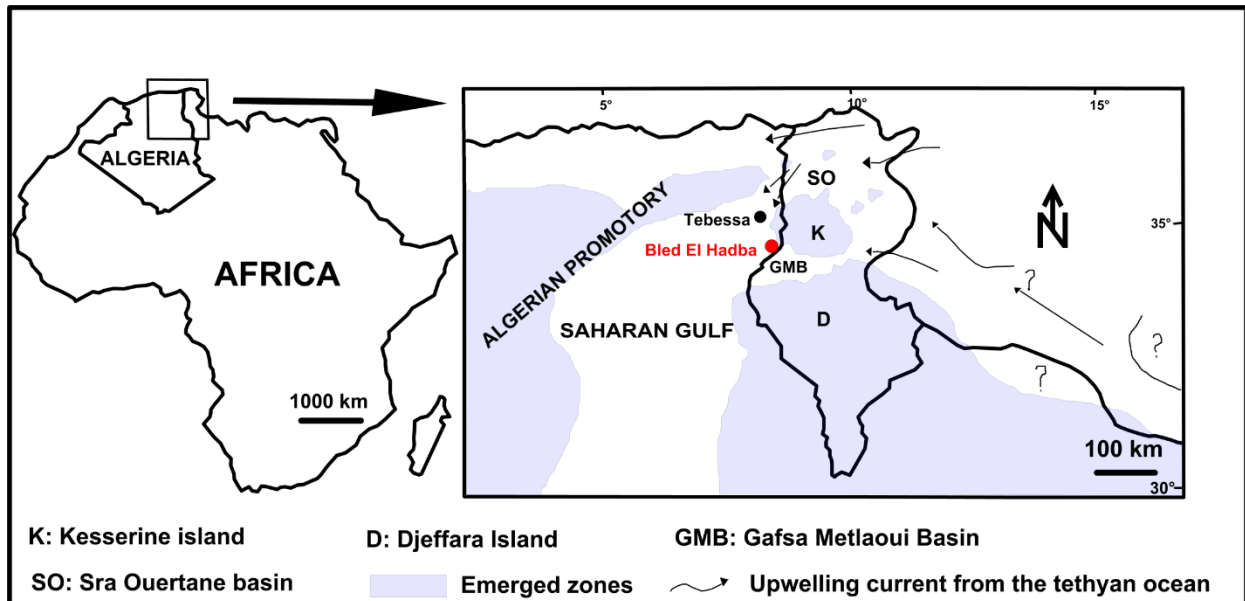 ALGERIA
AFRICA
1000 km
5°
10°
15°
SO
Tebessa
K
35°
N
Bled El Hadba
GMB
ALGERIAN PROMOTORY
SAHARAN GULF
D
?
?
?
100 km
30°
K: Kesserine island
D: Djeffara Island
GMB: Gafsa Metlaoui Basin
SO: Sra Ouertane basin
Emerged zones
Upwelling current from the tethyan ocean